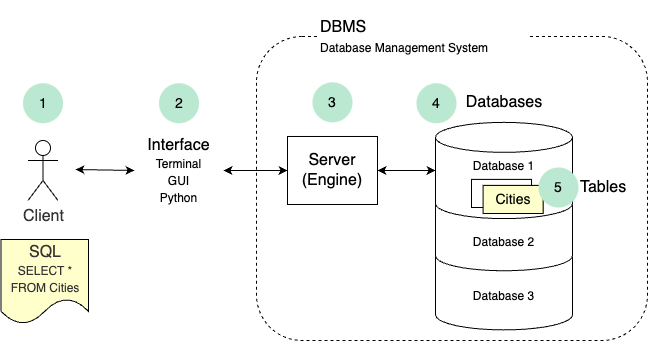 DBMS
Database Management System
1
2
3
4
Databases
Interface
Terminal
GUI
Python
Server
(Engine)
Database 1
5
Tables
Cities
Client
Database 2
SQL
SELECT *
FROM Cities
Database 3